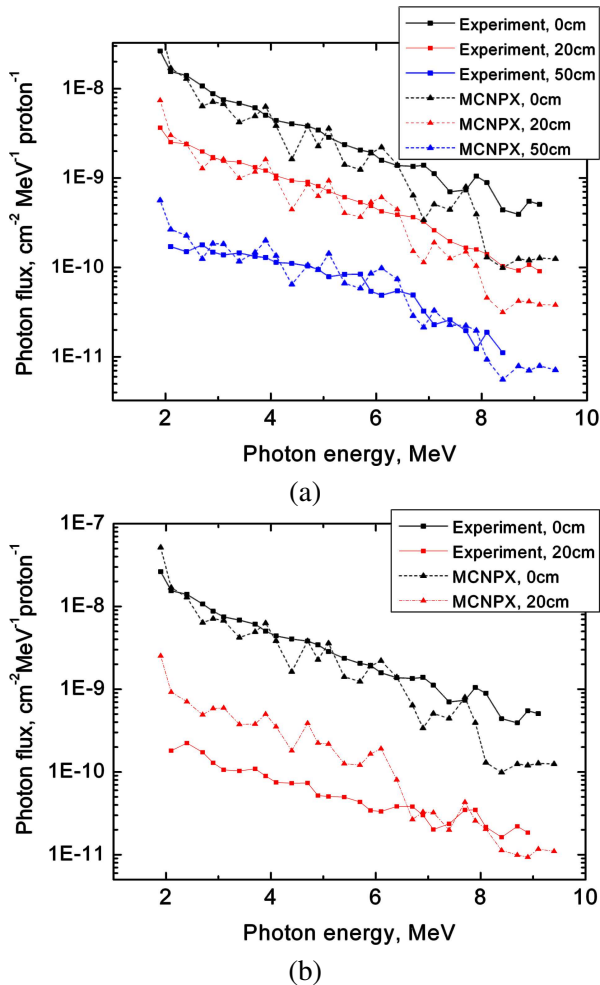 Experiment, 0cm
Experiment, 20cm
Experiment, 50cm
MCNPX, 0cm
MCNPX, 20cm
MCNPX, 50cm
Photon flux, cm⁻² MeV⁻¹ proton⁻¹
1E-8
1E-9
1E-10
1E-11
2 4 6 8 10
Photon energy, MeV
(a)
Experiment, 0cm
Experiment, 20cm
MCNPX, 0cm
MCNPX, 20cm
Photon flux, cm⁻²MeV⁻¹proton⁻¹
1E-7
1E-8
1E-9
1E-10
1E-11
2 4 6 8 10
Photon energy, MeV
(b)